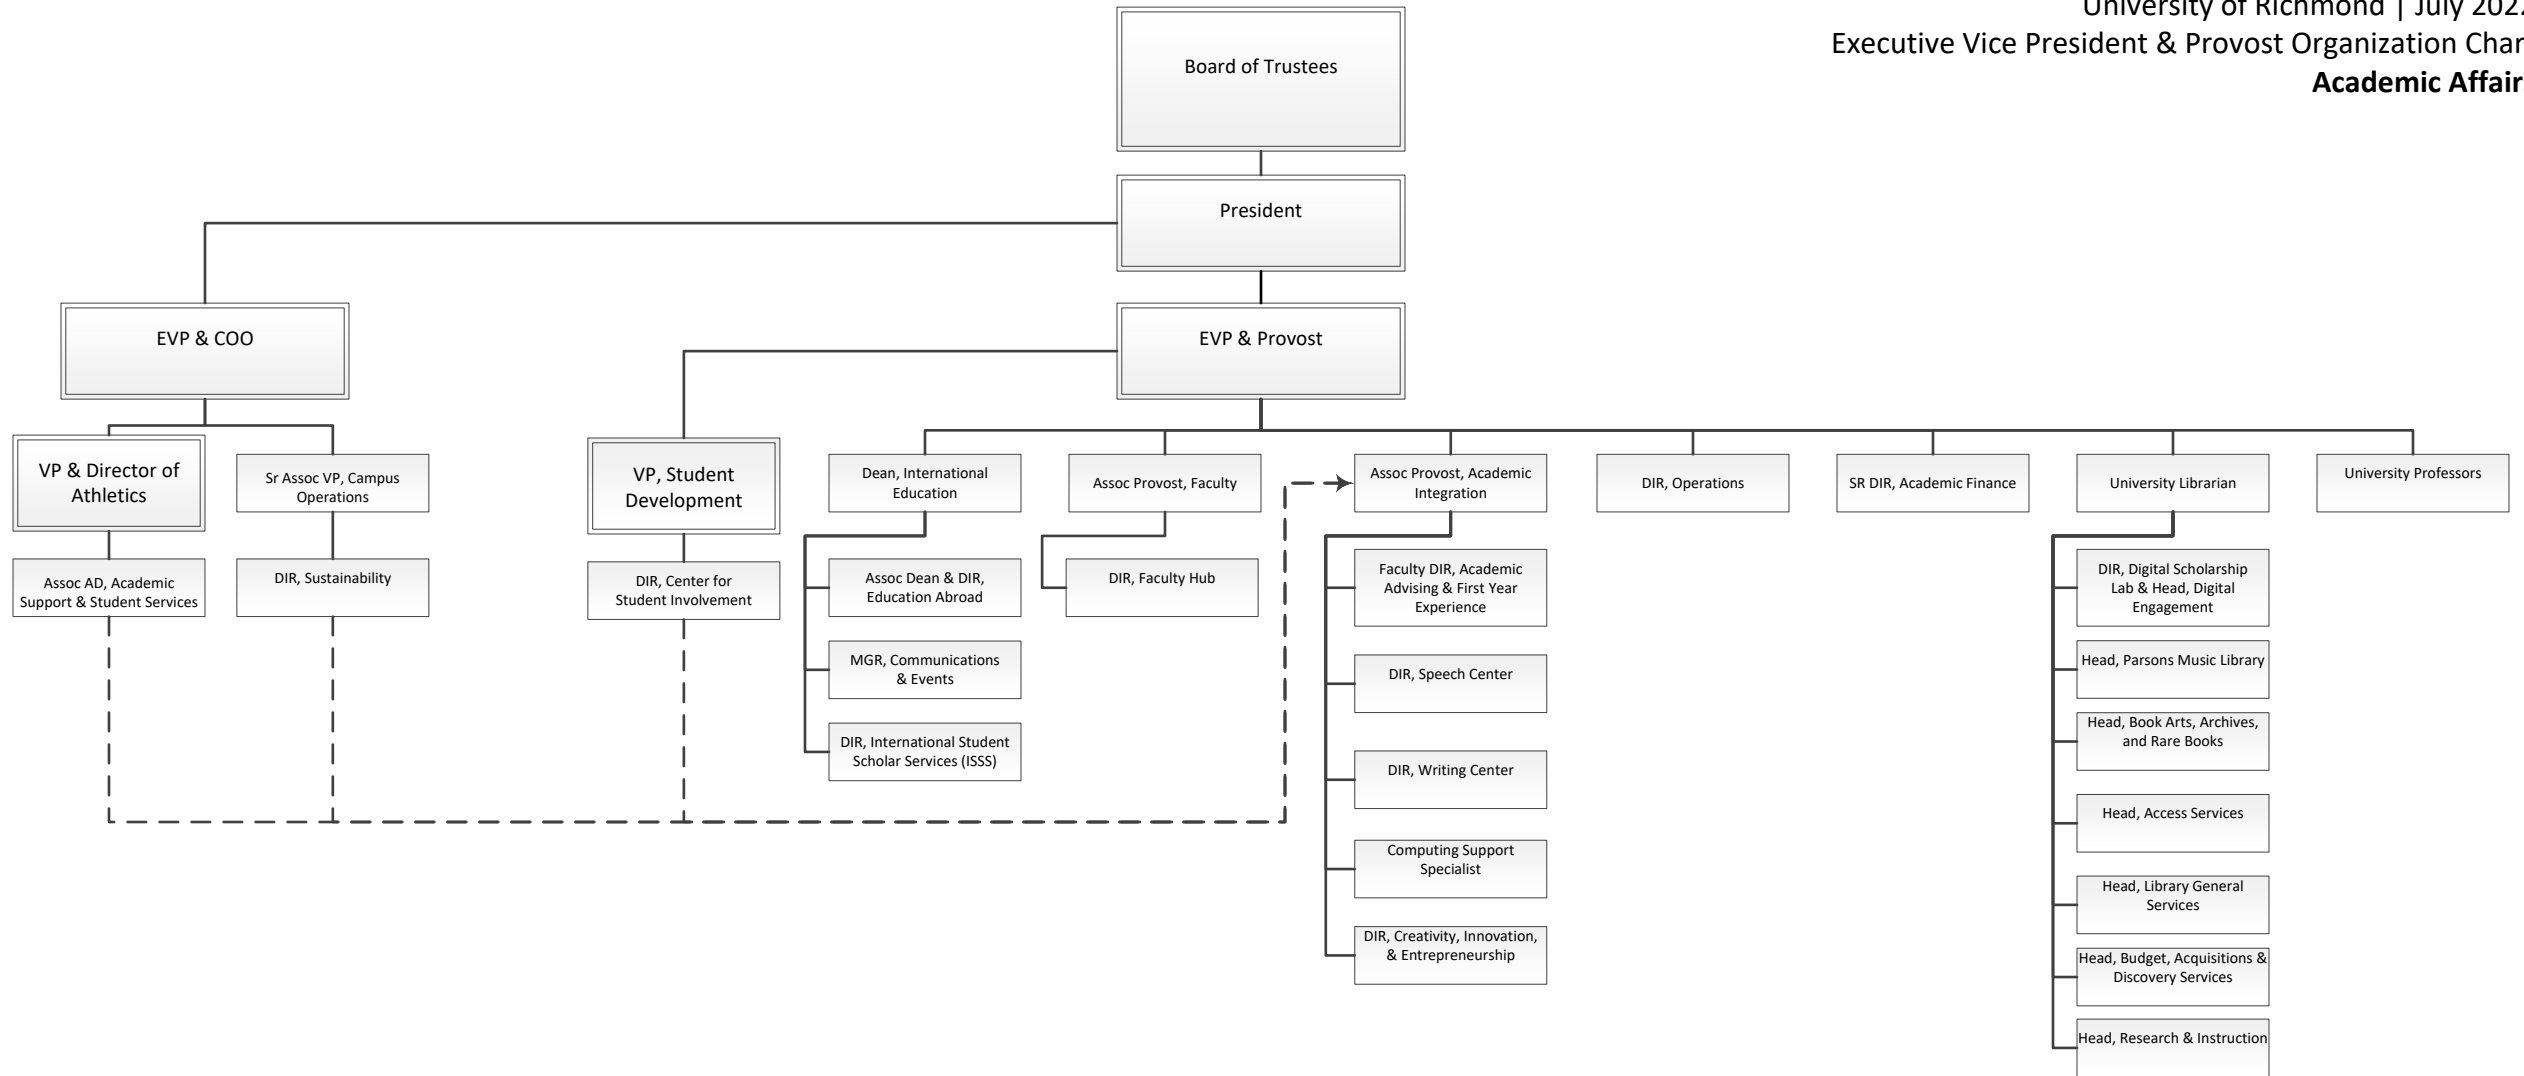 University of Richmond | July 2022
Executive Vice President & Provost Organization Char
Academic Affair
Board of Trustees
President
EVP & COO
EVP & Provost
VP & Director of
Athletics
Sr Assoc VP, Campus
Operations
VP, Student
Development
Dean, International
Education
Assoc Provost, Faculty
Assoc Provost, Academic
Integration
DIR, Operations
SR DIR, Academic Finance
University Librarian
University Professors
Assoc AD, Academic
Support & Student Services
DIR, Sustainability
DIR, Center for
Student Involvement
Assoc Dean & DIR,
Education Abroad
MGR, Communications
& Events
DIR, International Student
Scholar Services (ISSS)
DIR, Faculty Hub
Faculty DIR, Academic
Advising & First Year
Experience
DIR, Speech Center
DIR, Writing Center
Computing Support
Specialist
DIR, Creativity, Innovation,
& Entrepreneurship
DIR, Digital Scholarship
Lab & Head, Digital
Engagement
Head, Parsons Music Library
Head, Book Arts, Archives,
and Rare Books
Head, Access Services
Head, Library General
Services
Head, Budget, Acquisitions &
Discovery Services
Head, Research & Instruction